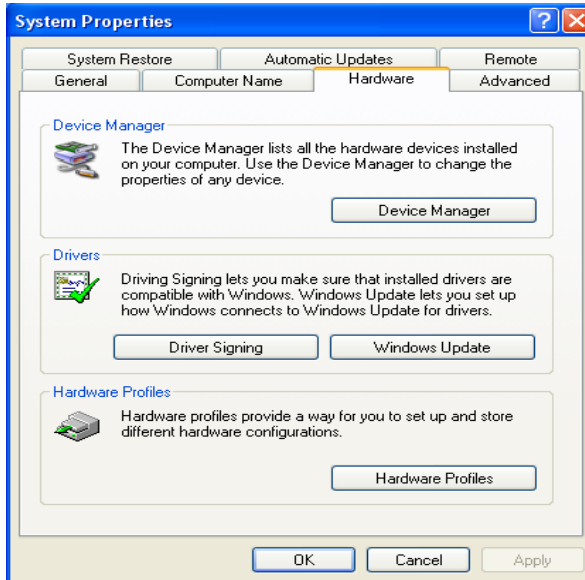 System Properties
System Restore Automatic Updates Remote
General Computer Name Hardware Advanced
Device Manager
The Device Manager lists all the hardware devices installed
on your computer. Use the Device Manager to change the
properties of any device.
Device Manager
Drivers
Driving Signing lets you make sure that installed drivers are
compatible with Windows. Windows Update lets you set up
how Windows connects to Windows Update for drivers.
Driver Signing Windows Update
Hardware Profiles
Hardware profiles provide a way for you to set up and store
different hardware configurations.
Hardware Profiles
OK Cancel Apply